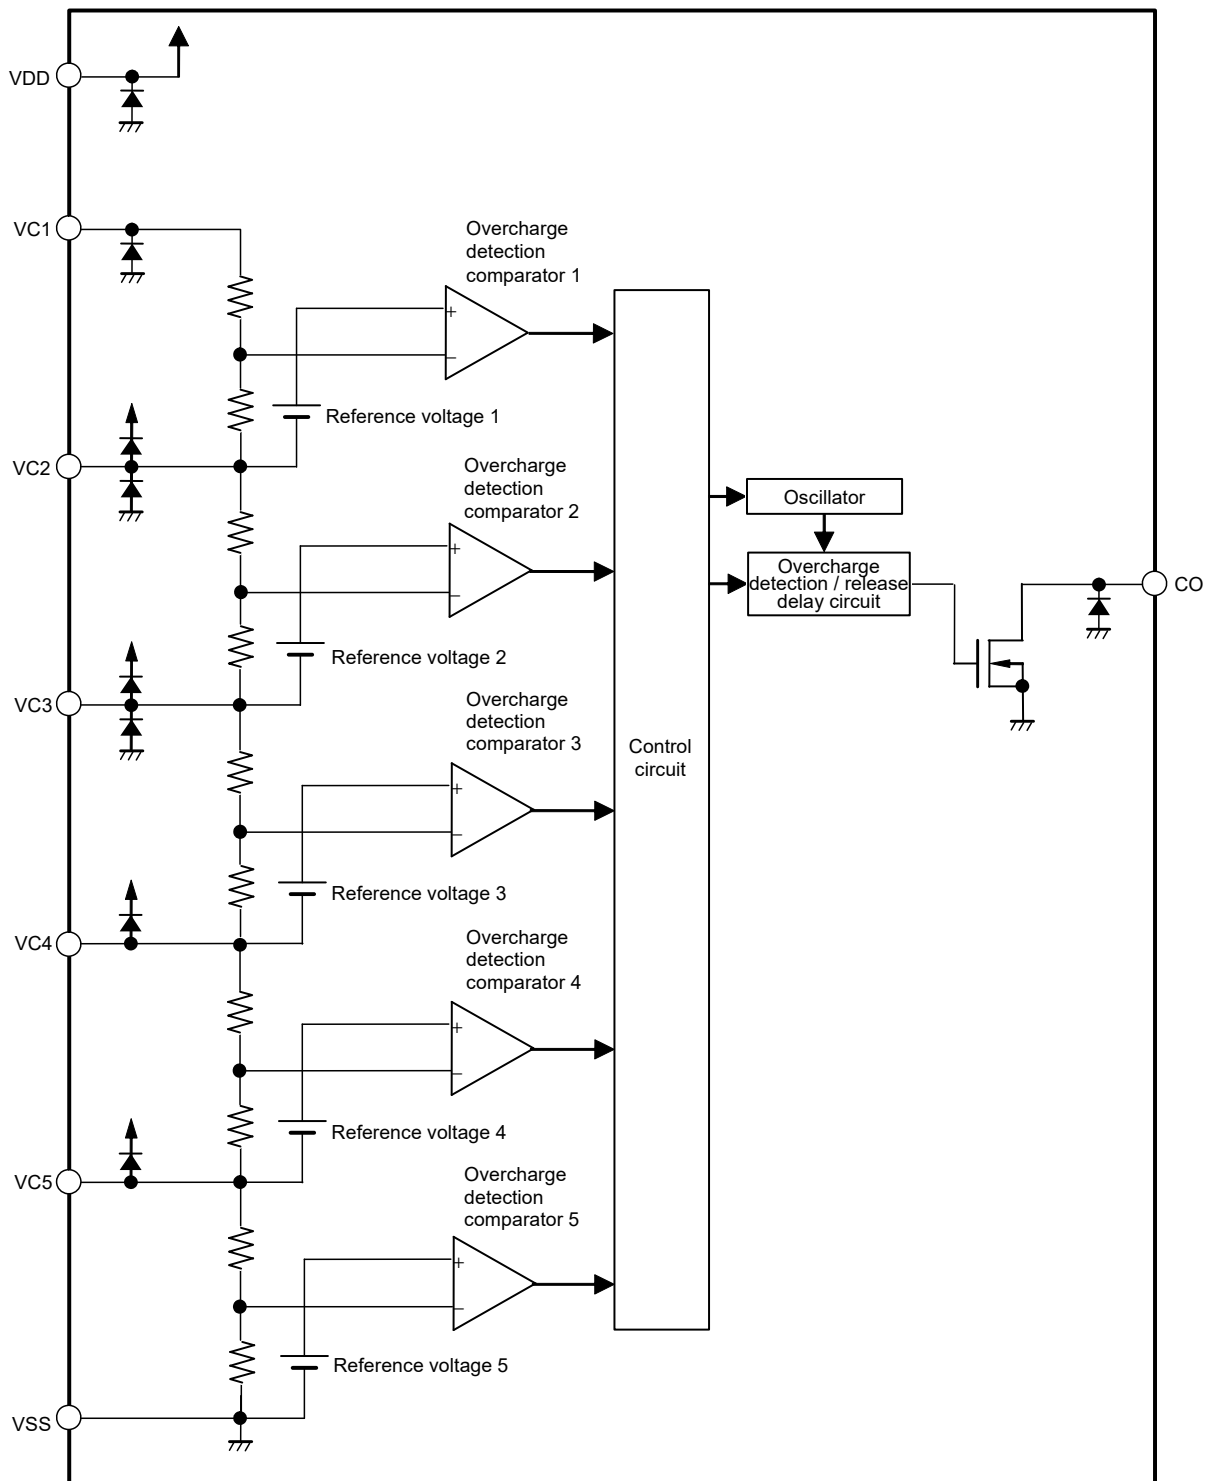 VDD
VC1
Overcharge
detection
comparator 1
+
−
Reference voltage 1
VC2
Overcharge
detection
comparator 2
+
−
Reference voltage 2
VC3
Overcharge
detection
comparator 3
+
−
Reference voltage 3
VC4
Overcharge
detection
comparator 4
+
−
Reference voltage 4
VC5
Overcharge
detection
comparator 5
+
−
Reference voltage 5
VSS
Control
circuit
Oscillator
Overcharge
detection / release
delay circuit
CO